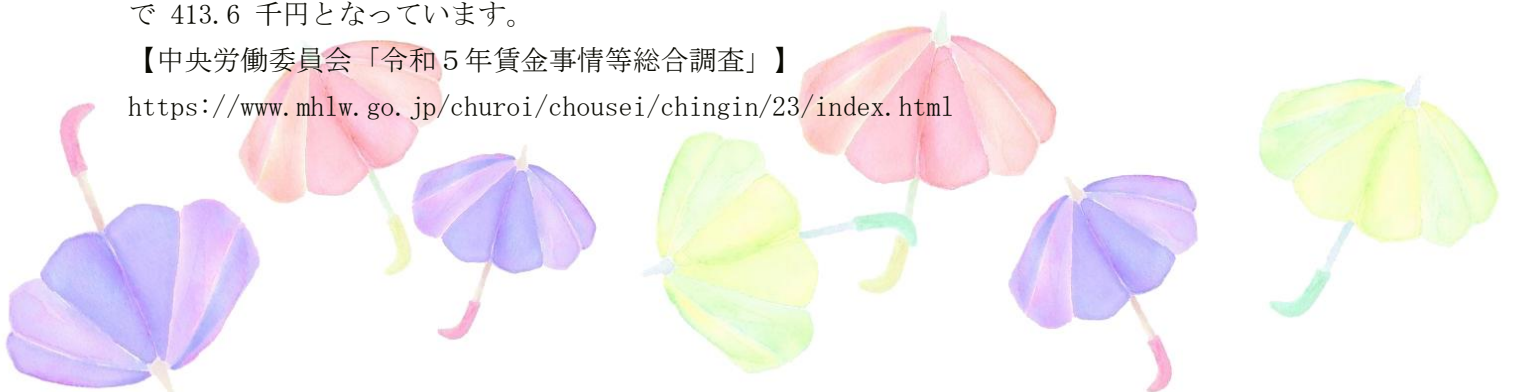 で 413.6 千円となっています。
【中央労働委員会「令和５年賃金事情等総合調査」】
https://www.mhlw.go.jp/churoi/chousei/chingin/23/index.html